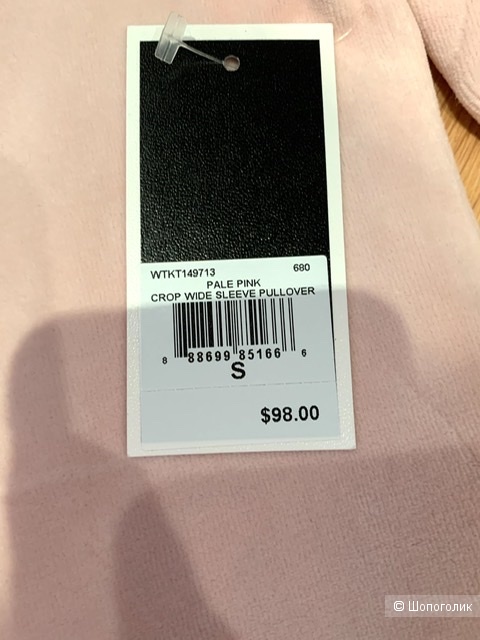 WTKT149713 680
PALE PINK
CROP WIDE SLEEVE PULLOVER
8 88699 85166 6
S
$98.00
© Шопоголик